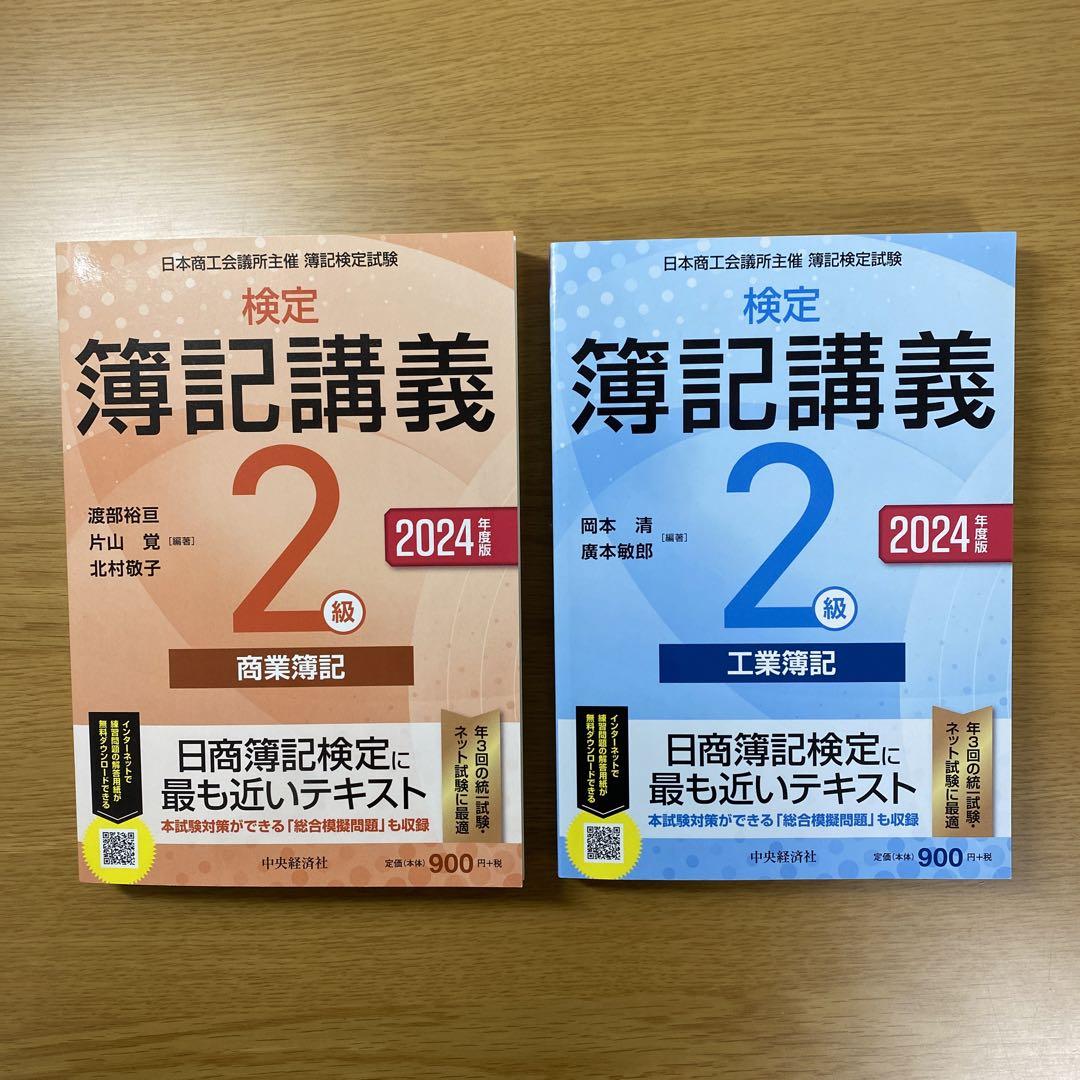 日本商工会議所主催 簿記検定試験
検定
簿記講義
2級
渡部裕亘
片山 覚
北村敬子
[編著]
2024年度版
商業簿記
インターネットで
練習問題の解答用紙が
無料ダウンロードできる
日商簿記検定に
最も近いテキスト
本試験対策ができる「総合模擬問題」も収録
年3回の統一試験・
ネット試験に最適
中央経済社
定価(本体)900円+税
日本商工会議所主催 簿記検定試験
検定
簿記講義
2級
岡本 清
廣本敏郎
[編著]
2024年度版
工業簿記
インターネットで
練習問題の解答用紙が
無料ダウンロードできる
日商簿記検定に
最も近いテキスト
本試験対策ができる「総合模擬問題」も収録
年3回の統一試験・
ネット試験に最適
中央経済社
定価(本体)900円+税